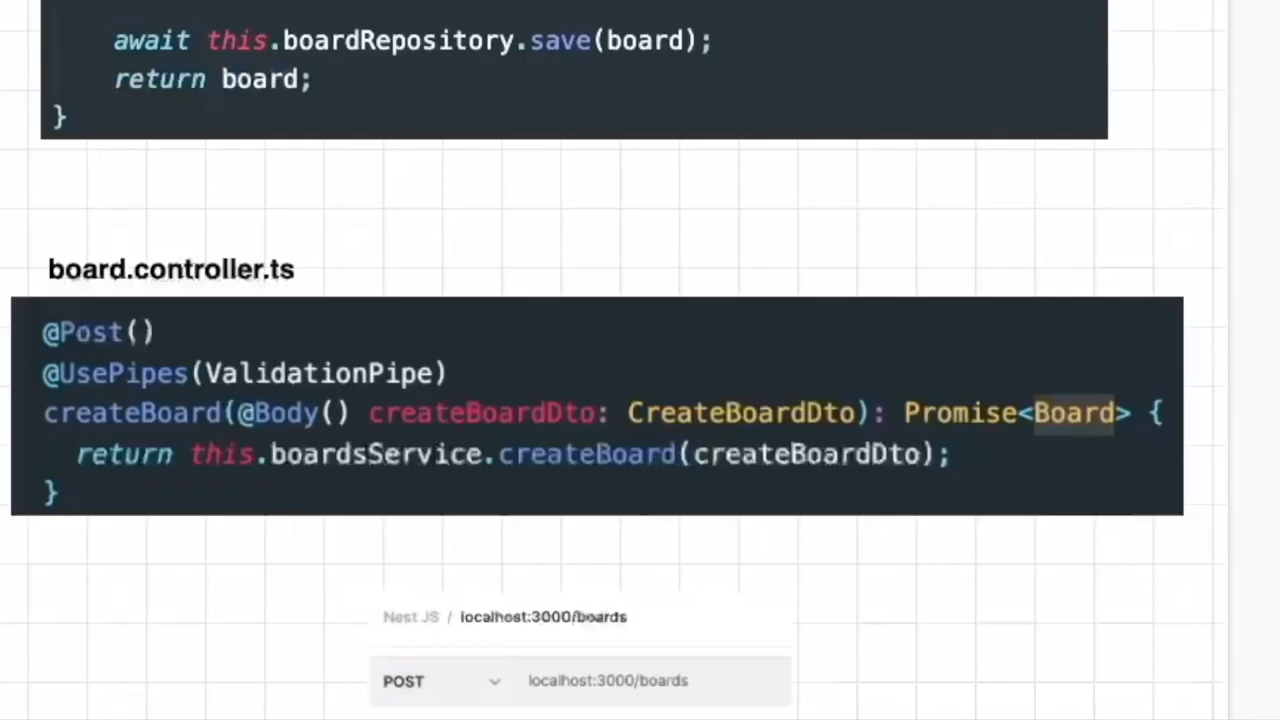 await this.boardRepository.save(board);
return board;
}
board.controller.ts
@Post()
@UsePipes(ValidationPipe)
createBoard(@Body() createBoardDto: CreateBoardDto): Promise<Board> {
return this.boardsService.createBoard(createBoardDto);
}
Nest JS / localhost:3000/boards
POST localhost:3000/boards